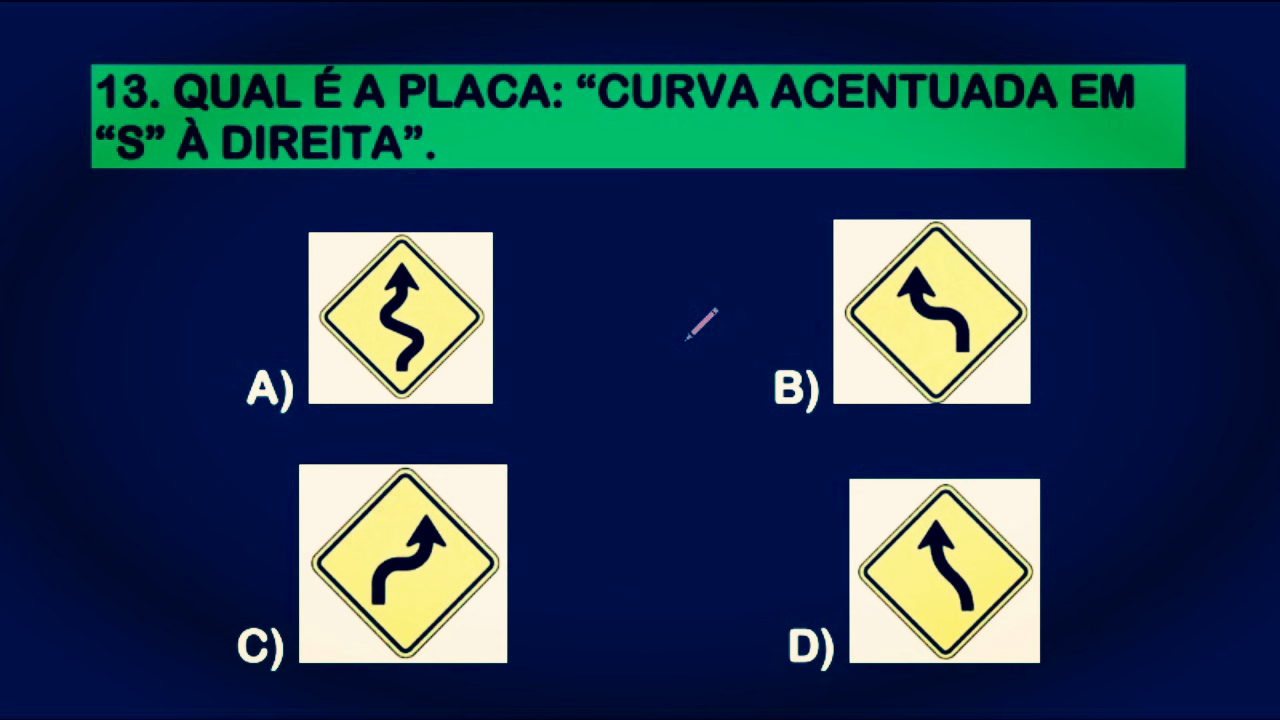 13. QUAL É A PLACA: “CURVA ACENTUADA EM
“S” À DIREITA”.
A)
B)
C)
D)